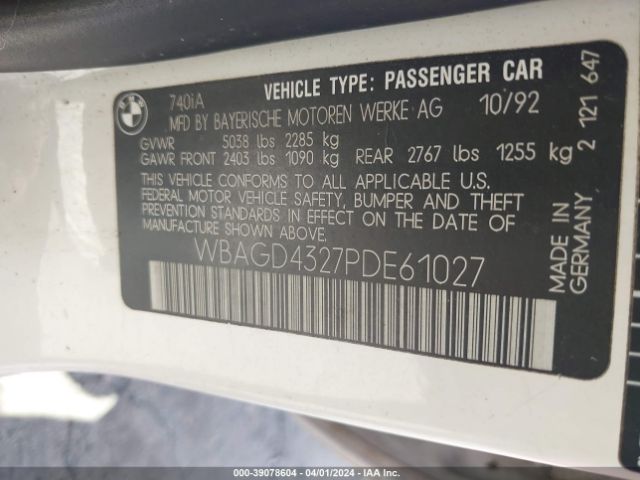 VEHICLE TYPE: PASSENGER CAR
BMW
740iA
MFD BY BAYERISCHE MOTOREN WERKE AG 10/92
GVWR 5038 lbs 2285 kg
GAWR FRONT 2403 lbs 1090 kg REAR 2767 lbs 1255 kg
THIS VEHICLE CONFORMS TO ALL APPLICABLE U.S.
FEDERAL MOTOR VEHICLE SAFETY, BUMPER AND THEFT
PREVENTION STANDARDS IN EFFECT ON THE DATE OF
MANUFACTURE SHOWN ABOVE.
WBAGD4327PDE61027
MADE IN
GERMANY
2 121 647
000-39078604 / 04/01/2024 - IAA Inc.